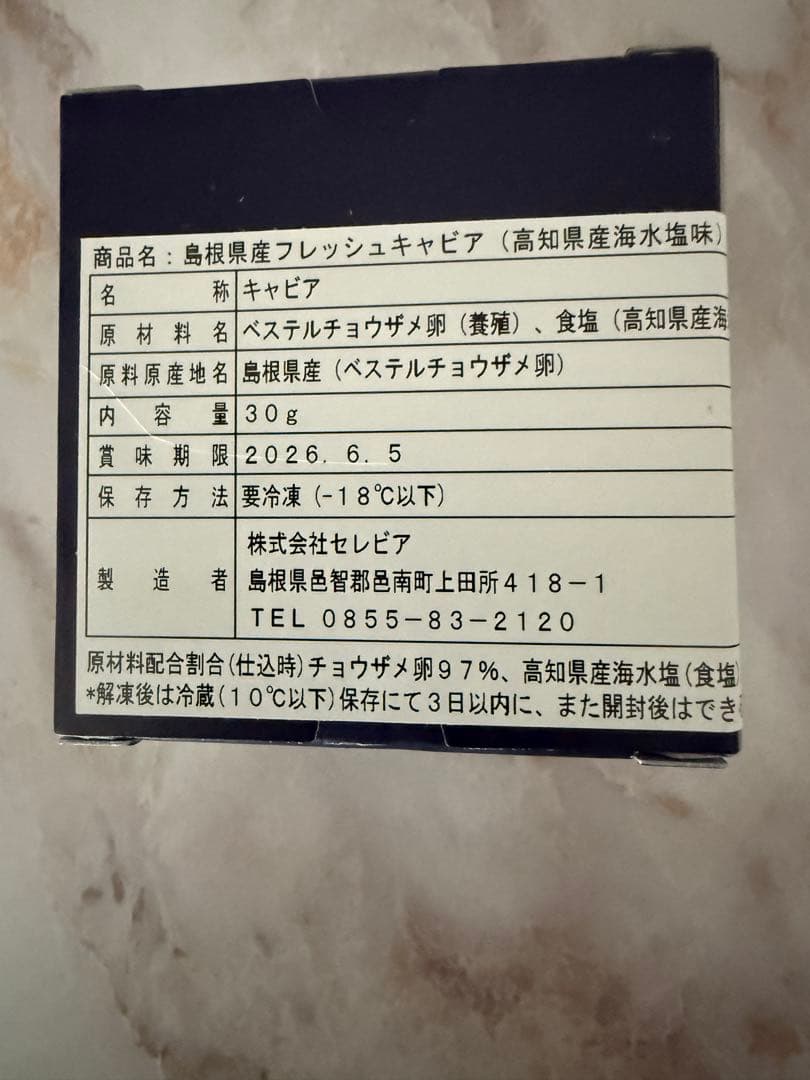 商品名：島根県産フレッシュキャビア（高知県産海水塩味）
名称 キャビア
原材料名 ベステルチョウザメ卵（養殖）、食塩（高知県産海
原料原産地名 島根県産（ベステルチョウザメ卵）
内容量 30g
賞味期限 2026.6.5
保存方法 要冷凍（-18℃以下）
製造者 株式会社セレビア
島根県邑智郡邑南町上田所418－1
TEL 0855－83－2120
原材料配合割合(仕込時)チョウザメ卵97%、高知県産海水塩(食塩)
*解凍後は冷蔵(10℃以下)保存にて3日以内に、また開封後はでき